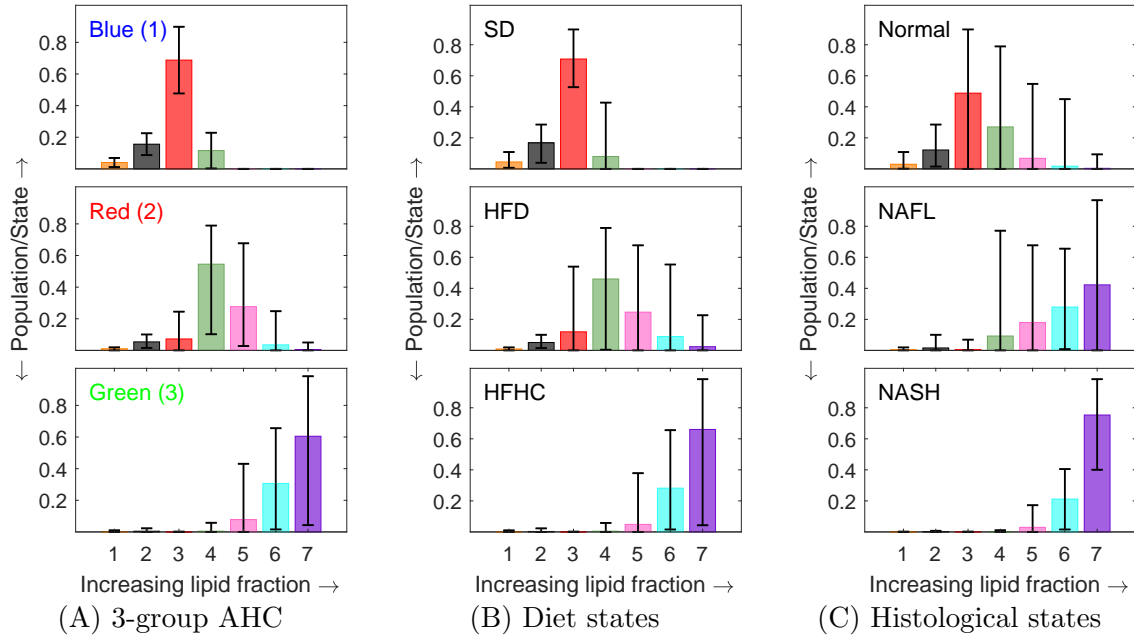 Blue (1)
0.8
0.6
0.4
0.2
Red (2)
0.8
0.6
0.4
0.2
Green (3)
0.8
0.6
0.4
0.2
← Population/State →
1 2 3 4 5 6 7
Increasing lipid fraction →
(A) 3-group AHC
SD
0.8
0.6
0.4
0.2
HFD
0.8
0.6
0.4
0.2
HFHC
0.8
0.6
0.4
0.2
← Population/State →
1 2 3 4 5 6 7
Increasing lipid fraction →
(B) Diet states
Normal
0.8
0.6
0.4
0.2
NAFL
0.8
0.6
0.4
0.2
NASH
0.8
0.6
0.4
0.2
← Population/State →
1 2 3 4 5 6 7
Increasing lipid fraction →
(C) Histological states